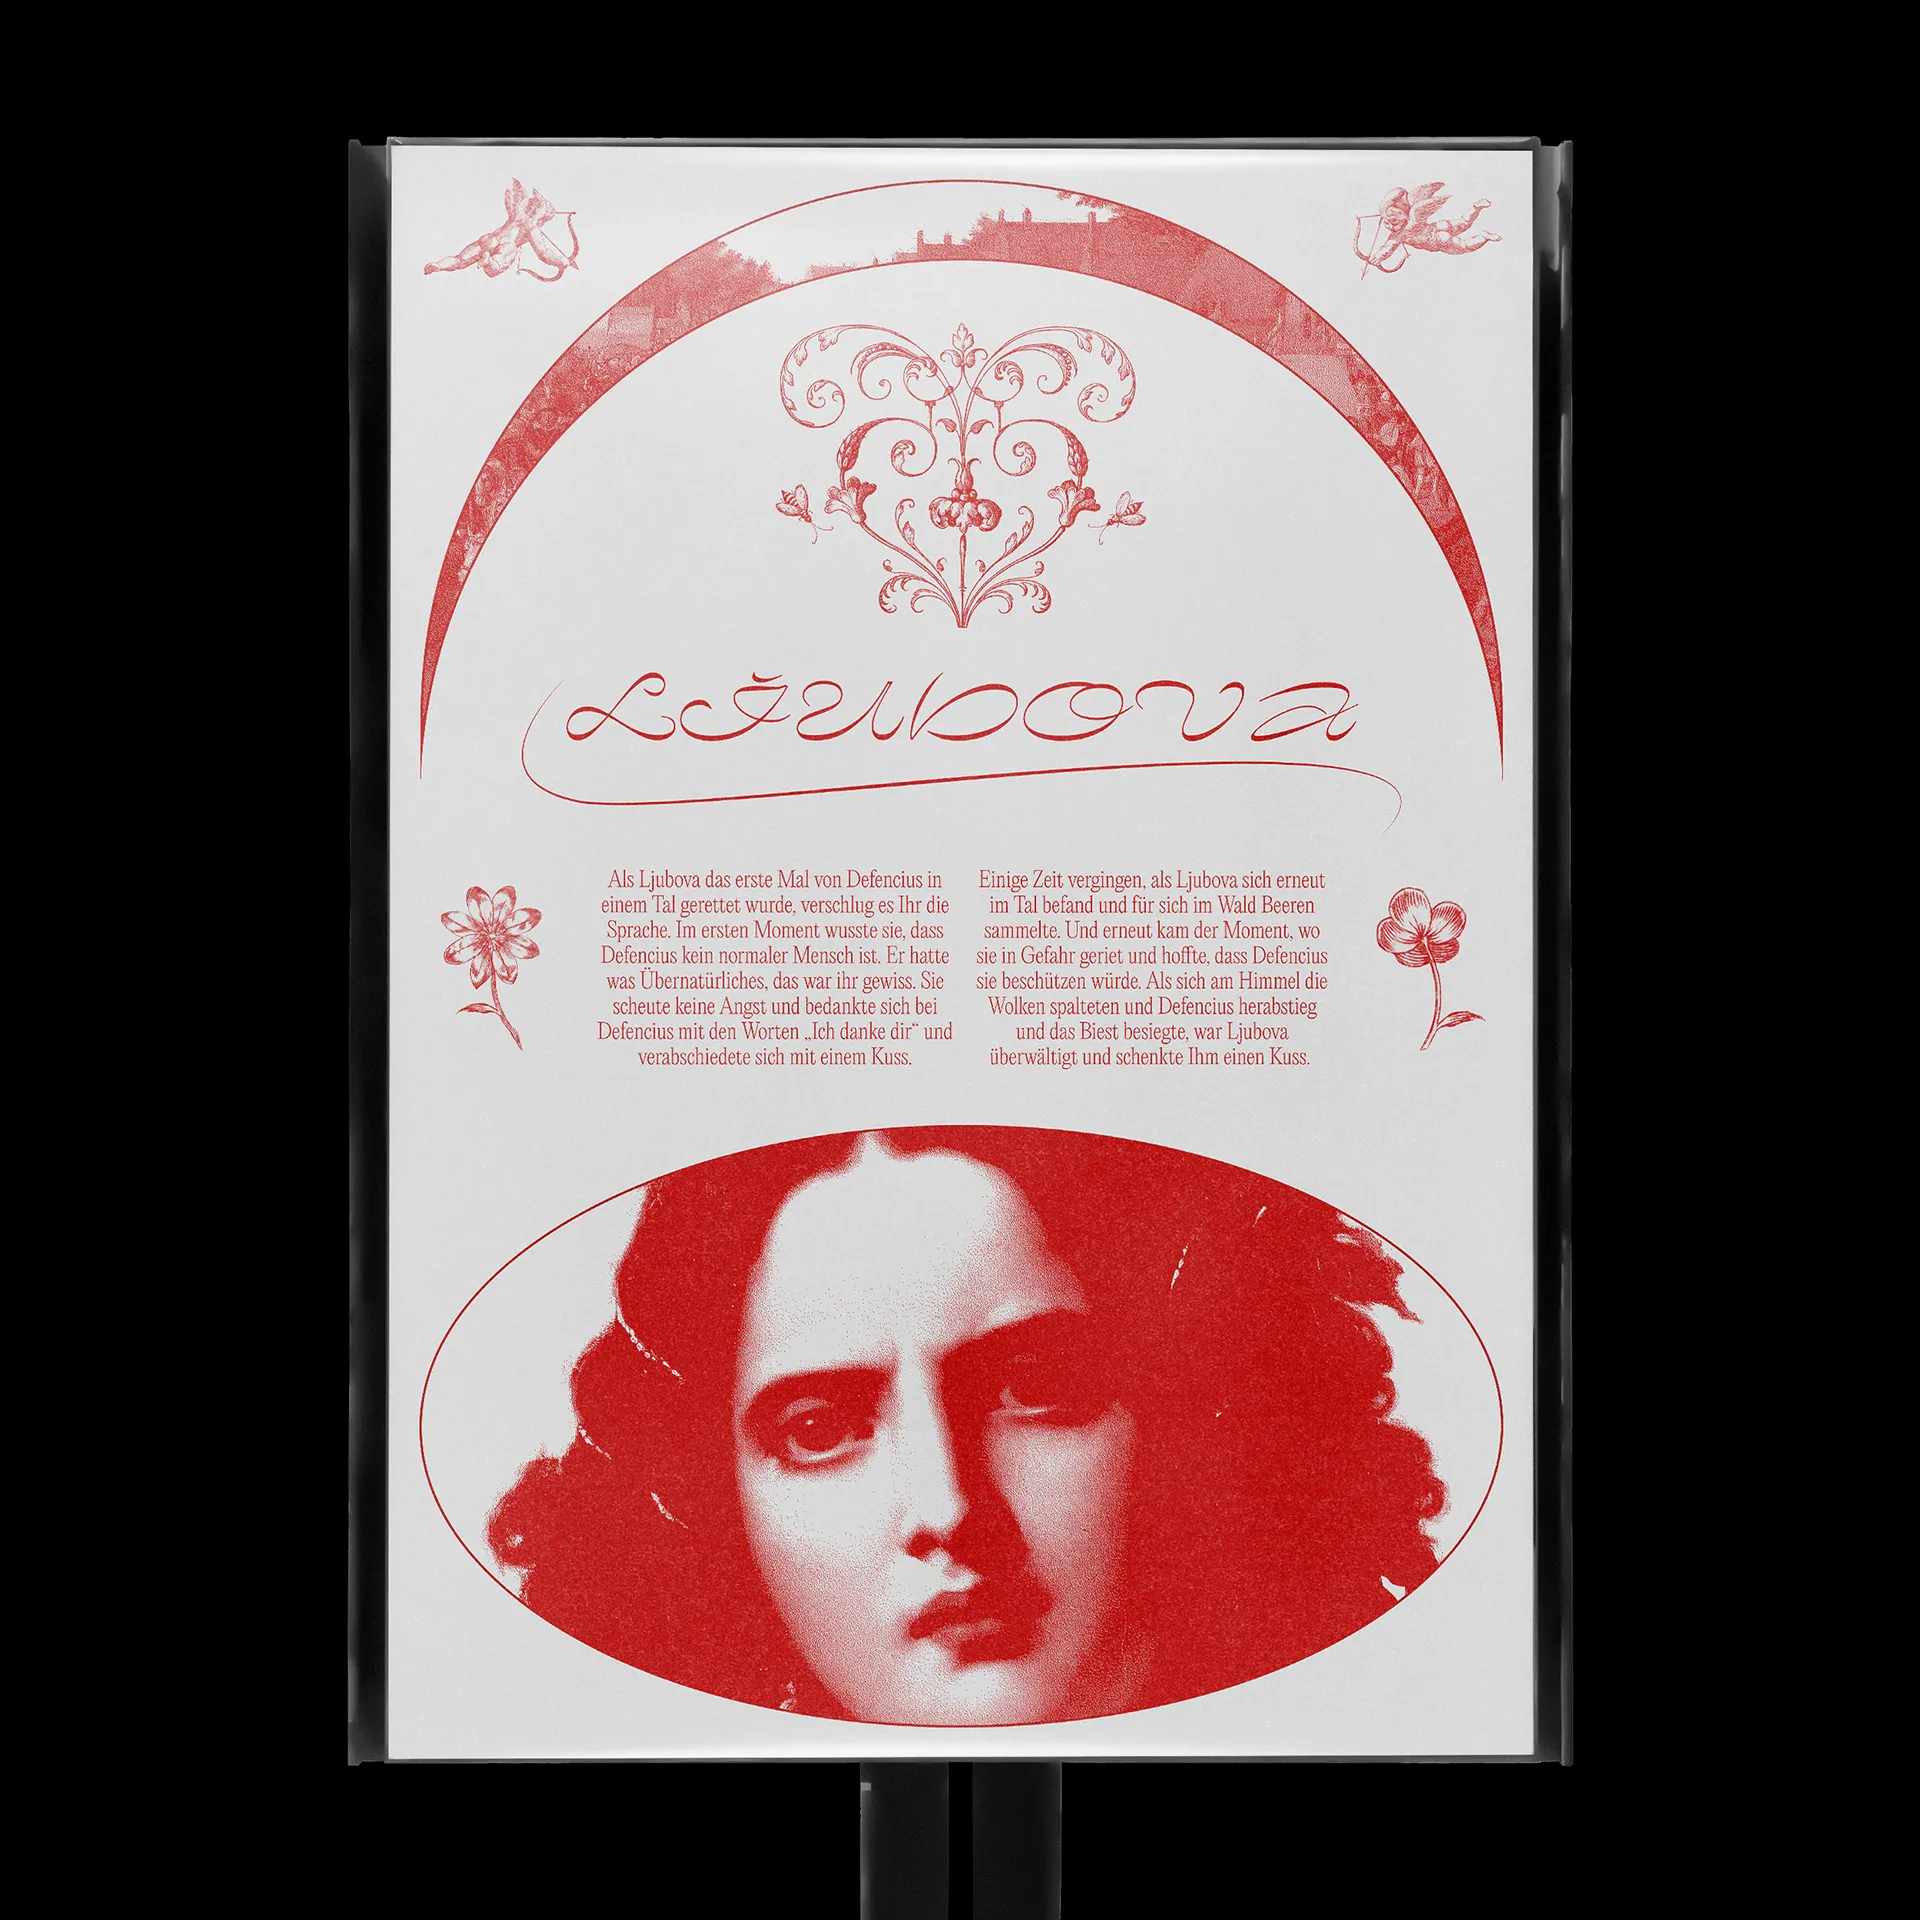 LJUBOVA
Als Ljubova das erste Mal von Defencius in
einem Tal gerettet wurde, verschlug es Ihr die
Sprache. Im ersten Moment wusste sie, dass
Defencius kein normaler Mensch ist. Er hatte
was Übernatürliches, das war ihr gewiss. Sie
scheute keine Angst und bedankte sich bei
Defencius mit den Worten „Ich danke dir“ und
verabschiedete sich mit einem Kuss.
Einige Zeit vergingen, als Ljubova sich erneut
im Tal befand und für sich im Wald Beeren
sammelte. Und erneut kam der Moment, wo
sie in Gefahr geriet und hoffte, dass Defencius
sie beschützen würde. Als sich am Himmel die
Wolken spalteten und Defencius herabstieg
und das Biest besiegte, war Ljubova
überwältigt und schenkte Ihm einen Kuss.